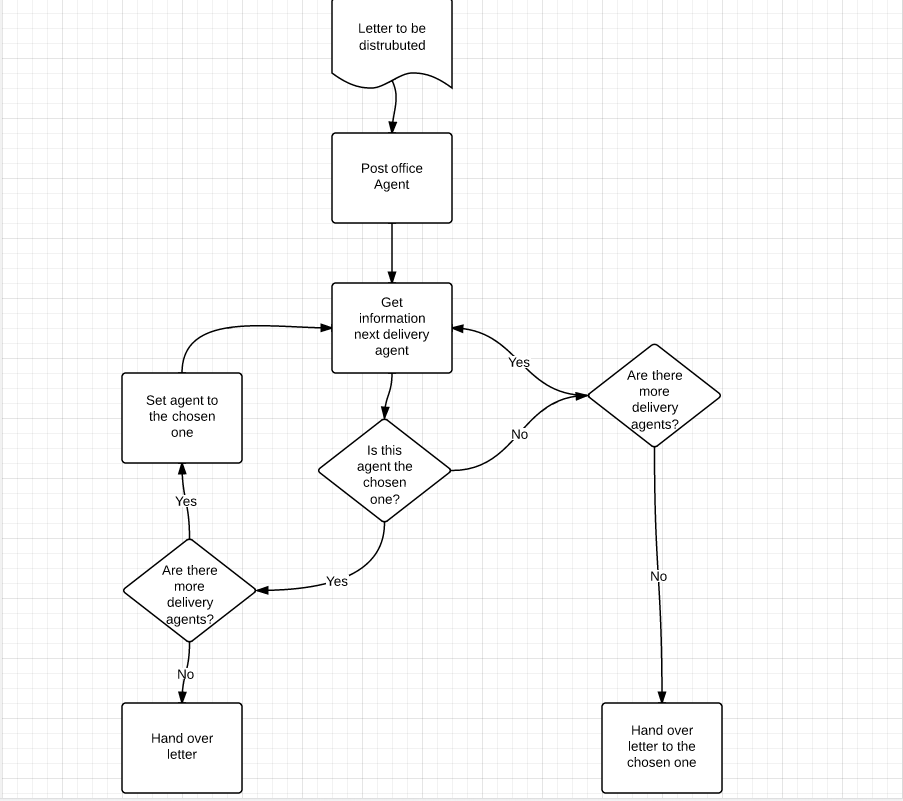 Letter to be
distrubuted
Post office
Agent
Get
information
next delivery
agent
Yes
Are there
more
delivery
agents?
Set agent to
the chosen
one
No
Is this
agent the
chosen
one?
Yes
Are there
more
delivery
agents?
Yes
No
No
Hand over
letter
Hand over
letter to the
chosen one